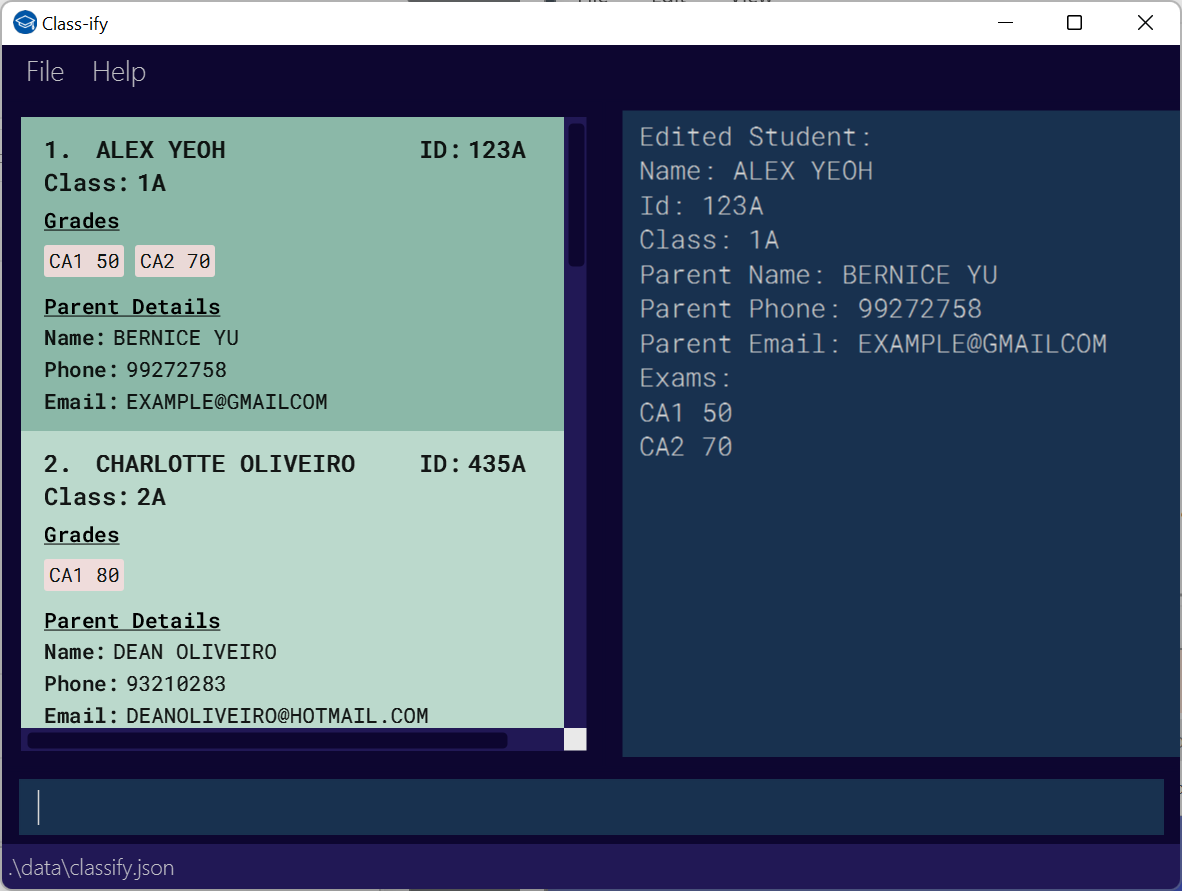 Class-ify
File Help
1. ALEX YEOH ID: 123A
Class: 1A
Grades
CA1 50 CA2 70
Parent Details
Name: BERNICE YU
Phone: 99272758
Email: EXAMPLE@GMAILCOM
2. CHARLOTTE OLIVEIRO ID: 435A
Class: 2A
Grades
CA1 80
Parent Details
Name: DEAN OLIVEIRO
Phone: 93210283
Email: DEANOLIVEIRO@HOTMAIL.COM
Edited Student:
Name: ALEX YEOH
Id: 123A
Class: 1A
Parent Name: BERNICE YU
Parent Phone: 99272758
Parent Email: EXAMPLE@GMAILCOM
Exams:
CA1 50
CA2 70
.\data\classify.json